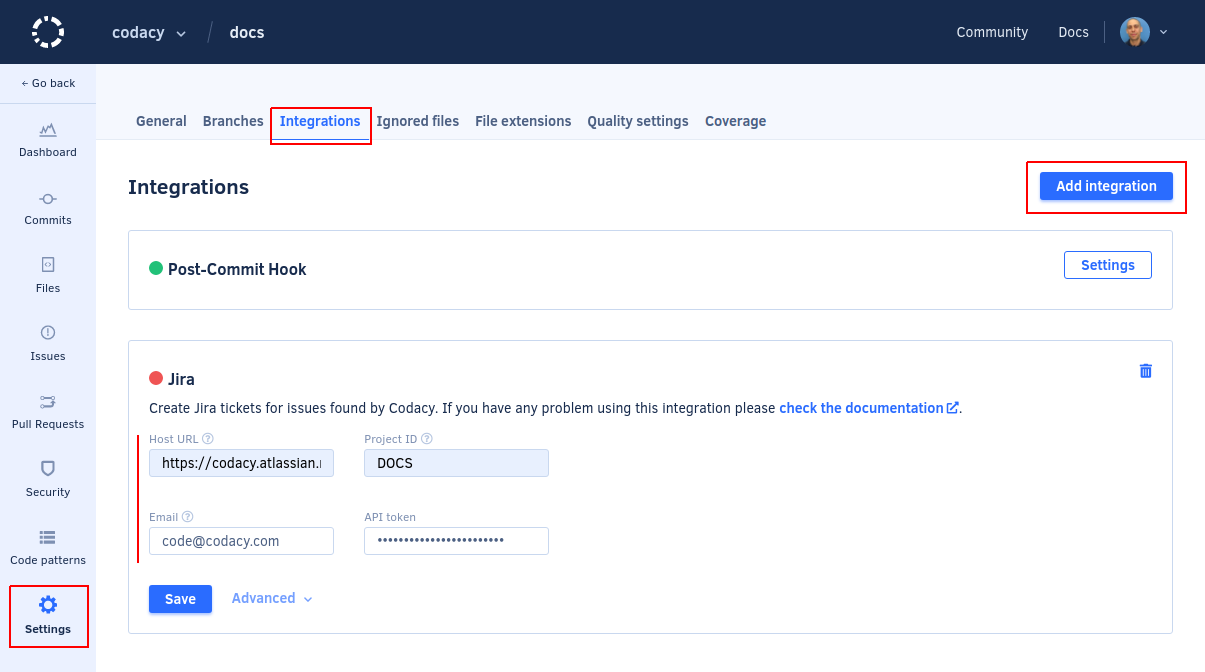 codacy / docs
Community Docs
← Go back
General Branches Integrations Ignored files File extensions Quality settings Coverage
Dashboard
Commits
Files
Issues
Pull Requests
Security
Code patterns
Settings
Integrations
Add integration
Post-Commit Hook
Settings
Jira
Create Jira tickets for issues found by Codacy. If you have any problem using this integration please check the documentation.
Host URL ? Project ID ?
https://codacy.atlassian. DOCS
Email ? API token
code@codacy.com ••••••••••••••••••••••••
Save Advanced